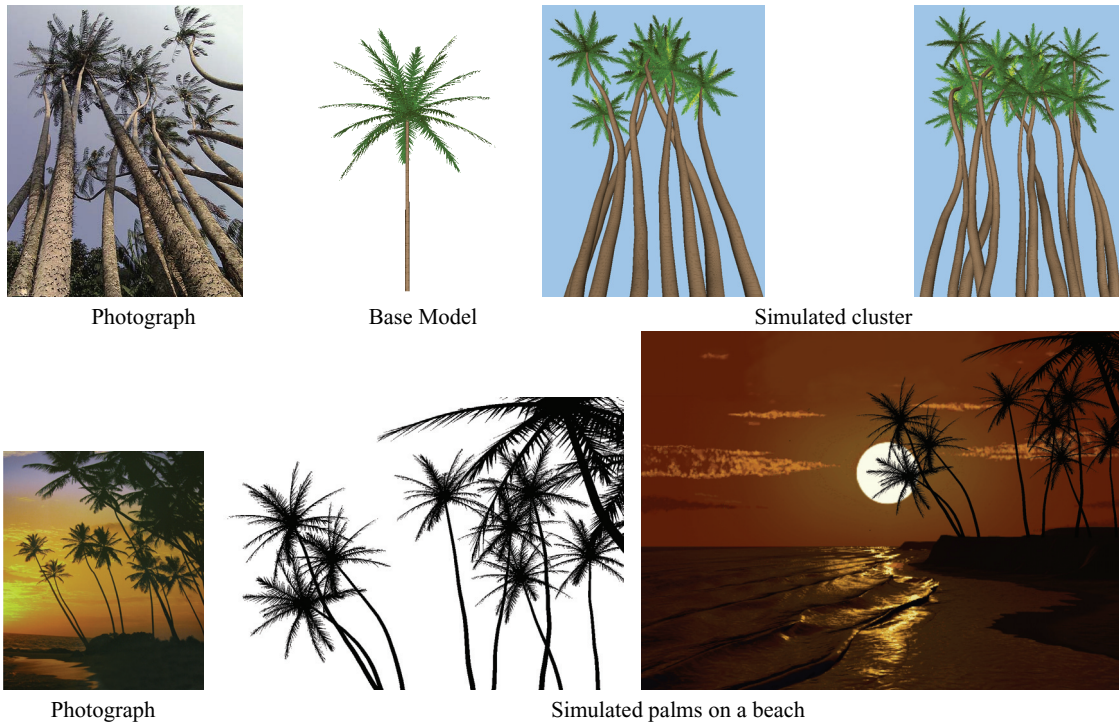 Photograph
Base Model
Simulated cluster
Photograph
Simulated palms on a beach